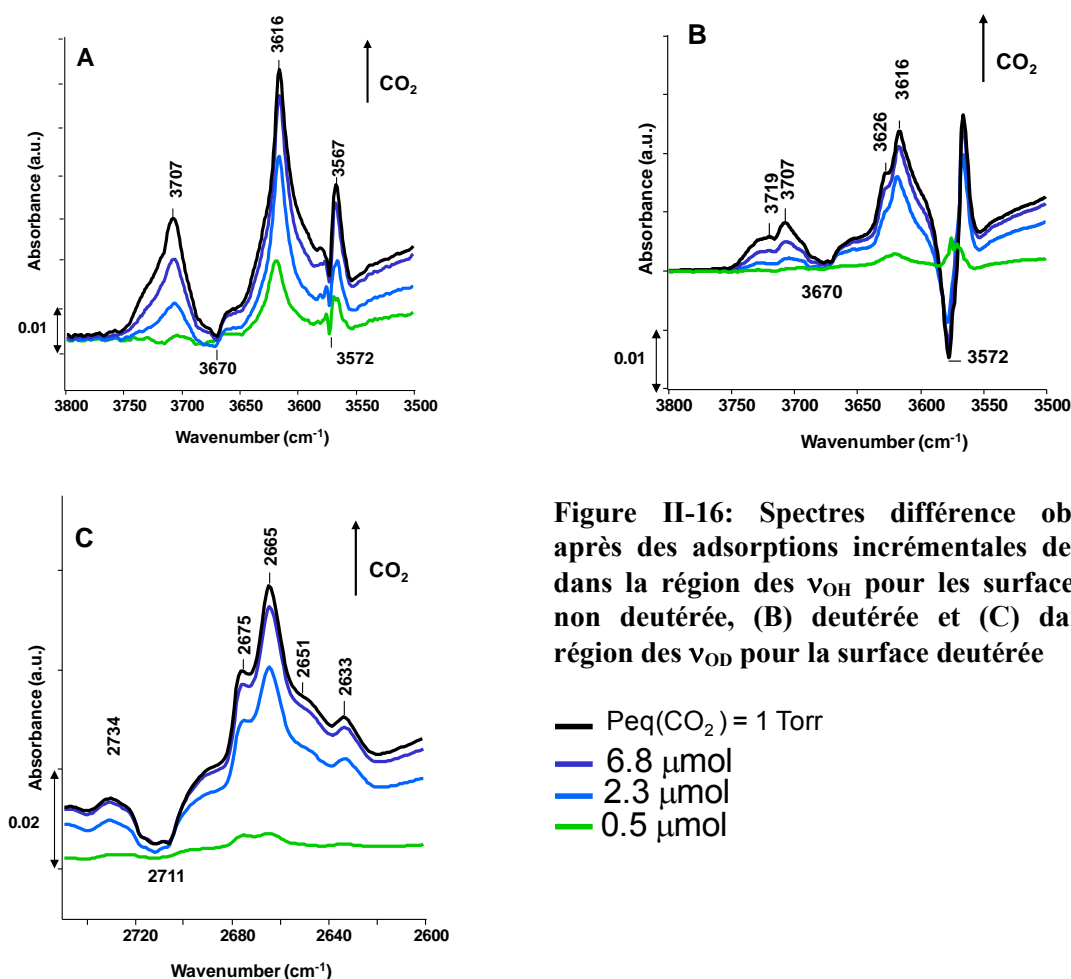 A
3616
CO2
3707
3567
Absorbance (a.u.)
0.01
3670
3572
3800 3750 3700 3650 3600 3550 3500
Wavenumber (cm-1)
B
CO2
3616
3626
3719
3707
Absorbance (a.u.)
3670
0.01
3572
3800 3750 3700 3650 3600 3550 3500
Wavenumber (cm-1)
C
2665
CO2
2675
2651
2633
2734
Absorbance (a.u.)
0.02
2711
2720 2680 2640 2600
Wavenumber (cm-1)
Figure II-16: Spectres différence ob
après des adsorptions incrémentales de
dans la région des νOH pour les surface
non deutérée, (B) deutérée et (C) da
région des νOD pour la surface deutérée
Peq(CO2) = 1 Torr
6.8 μmol
2.3 μmol
0.5 μmol